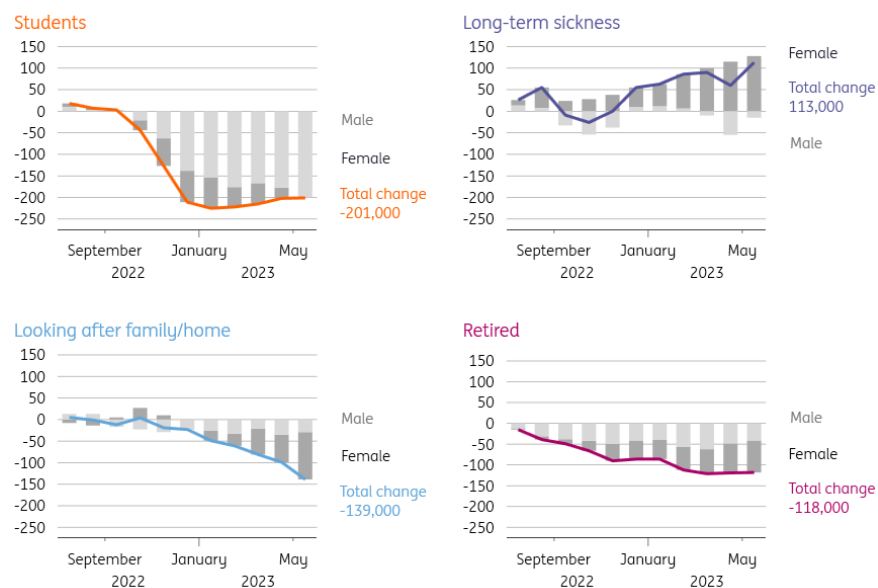 Students
150
100
50
0
-50
-100
-150
-200
-250
Male
Female
Total change
-201,000
September
January
May
2022
2023
Long-term sickness
150
100
50
0
-50
-100
-150
-200
-250
Female
Total change
113,000
Male
September
January
May
2022
2023
Looking after family/home
150
100
50
0
-50
-100
-150
-200
-250
Male
Female
Total change
-139,000
September
January
May
2022
2023
Retired
150
100
50
0
-50
-100
-150
-200
-250
Male
Female
Total change
-118,000
September
January
May
2022
2023